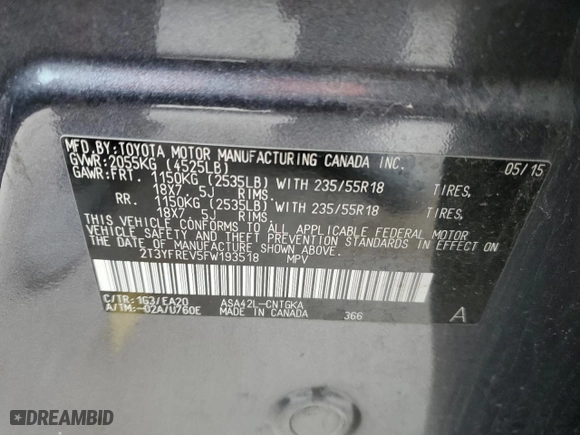 MFD.BY:TOYOTA MOTOR MANUFACTURING CANADA INC. 05/15
GVWR:2055KG (4525LB)
GAWR:FRT. 1150KG (2535LB) WITH 235/55R18 TIRES,
18X7. 5J RIMS.
RR. 1150KG (2535LB) WITH 235/55R18 TIRES,
18X7. 5J RIMS.
THIS VEHICLE CONFORMS TO ALL APPLICABLE FEDERAL MOTOR
VEHICLE SAFETY AND THEFT PREVENTION STANDARDS IN EFFECT
ON THE DATE OF MANUFACTURE SHOWN ABOVE.
2T3YFREV5FW193518 MPV
C/TR:163/EA20 ASA42L-CNTGKA
A/TM:-02A/U760E MADE IN CANADA 366 A
DREAMBID